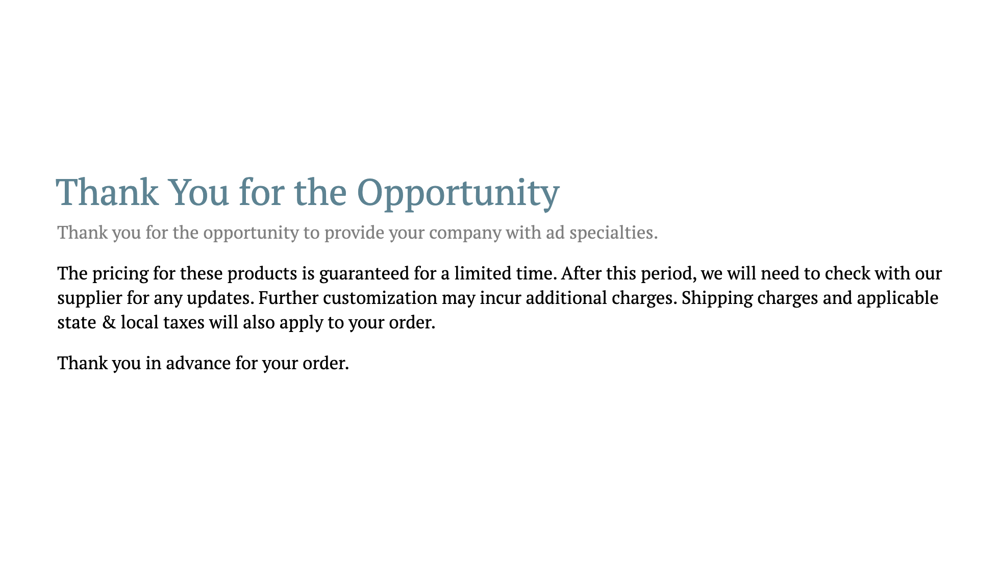 Thank You for the Opportunity
Thank you for the opportunity to provide your company with ad specialties.
The pricing for these products is guaranteed for a limited time. After this period, we will need to check with our
supplier for any updates. Further customization may incur additional charges. Shipping charges and applicable
state & local taxes will also apply to your order.
Thank you in advance for your order.